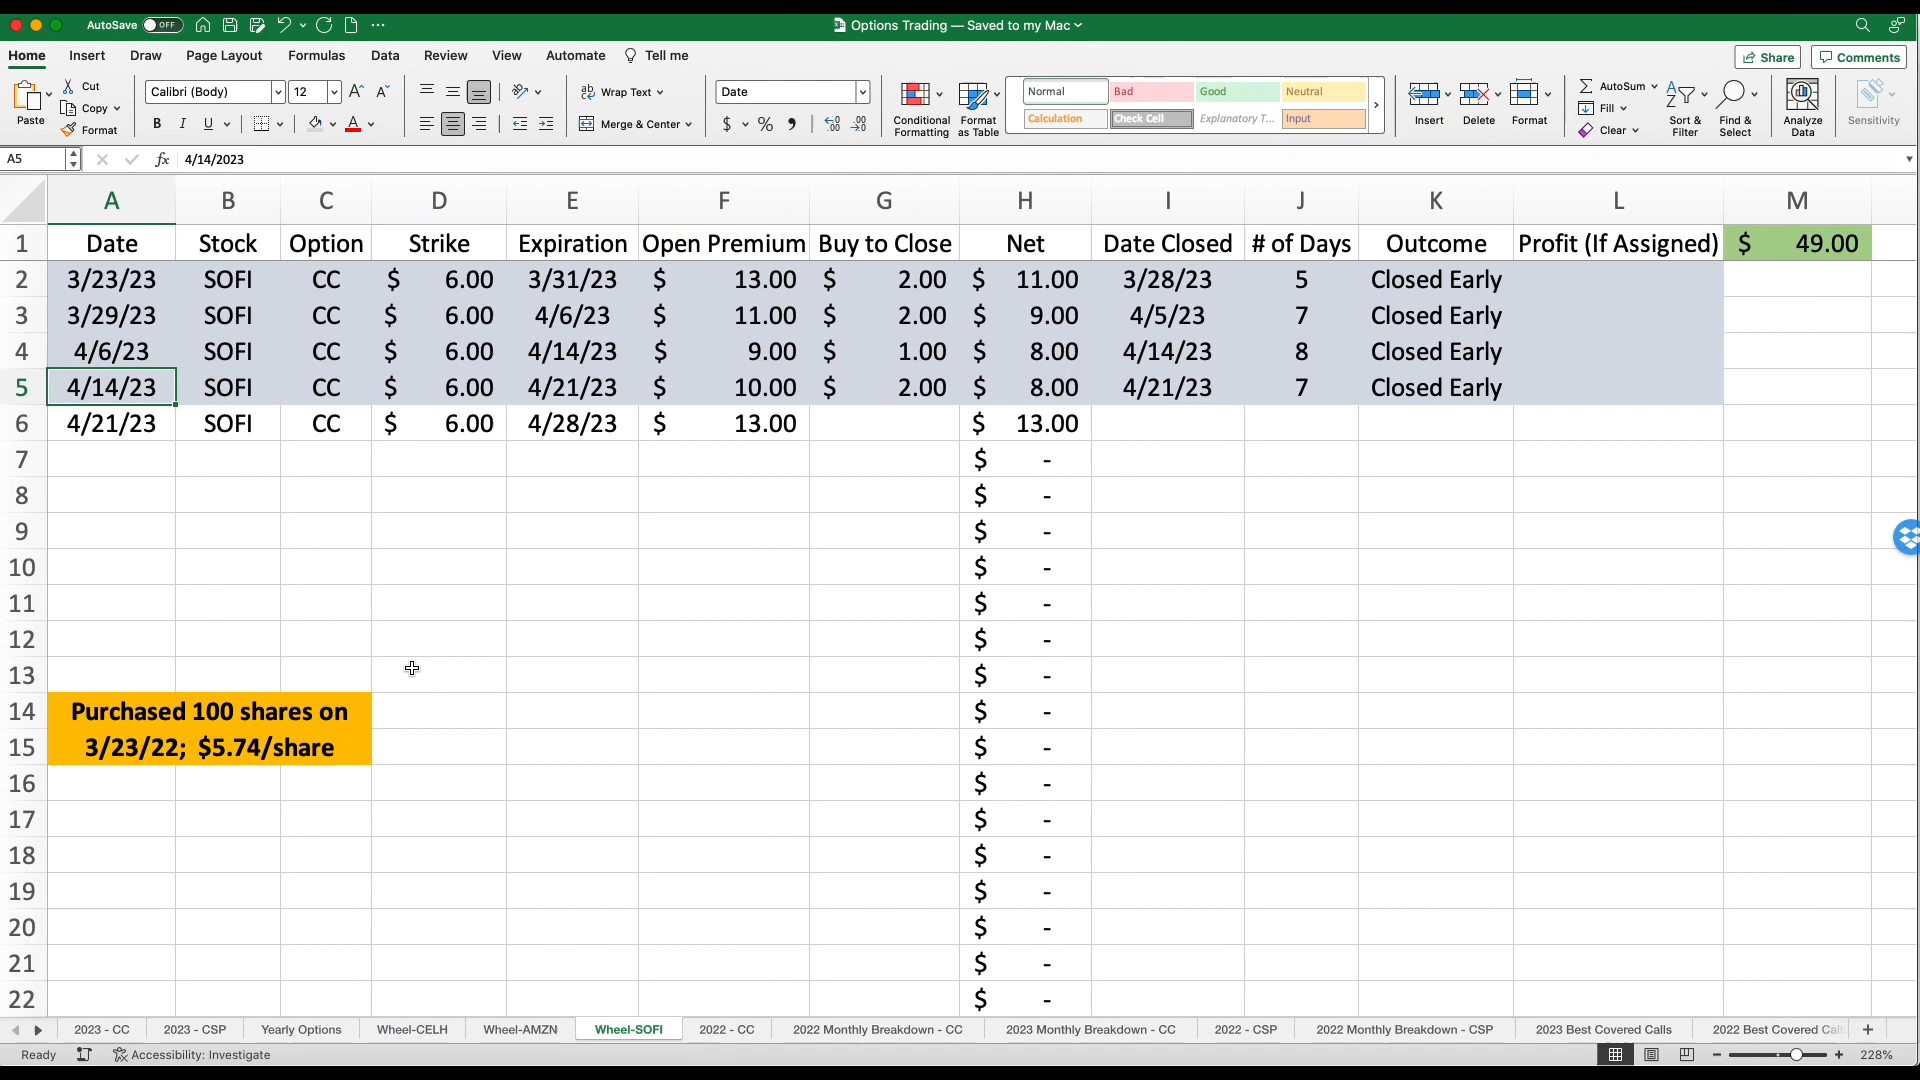 AutoSave OFF Options Trading — Saved to my Mac
Home Insert Draw Page Layout Formulas Data Review View Automate Tell me Share Comments
Paste Cut Copy Format
Calibri (Body) 12
B I U A
Wrap Text
Merge & Center
Date
$ % 9
Conditional Formatting
Format as Table
Normal Bad Good Neutral
Calculation Check Cell Explanatory T... Input
Insert Delete Format
AutoSum Fill Clear
Sort & Filter
Find & Select
Analyze Data
Sensitivity
A5 fx 4/14/2023
A B C D E F G H I J K L M
1 Date Stock Option Strike Expiration Open Premium Buy to Close Net Date Closed # of Days Outcome Profit (If Assigned) $ 49.00
2 3/23/23 SOFI CC $ 6.00 3/31/23 $ 13.00 $ 2.00 $ 11.00 3/28/23 5 Closed Early
3 3/29/23 SOFI CC $ 6.00 4/6/23 $ 11.00 $ 2.00 $ 9.00 4/5/23 7 Closed Early
4 4/6/23 SOFI CC $ 6.00 4/14/23 $ 9.00 $ 1.00 $ 8.00 4/14/23 8 Closed Early
5 4/14/23 SOFI CC $ 6.00 4/21/23 $ 10.00 $ 2.00 $ 8.00 4/21/23 7 Closed Early
6 4/21/23 SOFI CC $ 6.00 4/28/23 $ 13.00 $ 13.00
7 $ -
8 $ -
9 $ -
10 $ -
11 $ -
12 $ -
13 $ -
14 Purchased 100 shares on $ -
15 3/23/22; $5.74/share $ -
16 $ -
17 $ -
18 $ -
19 $ -
20 $ -
21 $ -
22 $ -
2023 - CC 2023 - CSP Yearly Options Wheel-CELH Wheel-AMZN Wheel-SOFI 2022 - CC 2022 Monthly Breakdown - CC 2023 Monthly Breakdown - CC 2022 - CSP 2022 Monthly Breakdown - CSP 2023 Best Covered Calls 2022 Best Covered Cal
Ready Accessibility: Investigate 228%